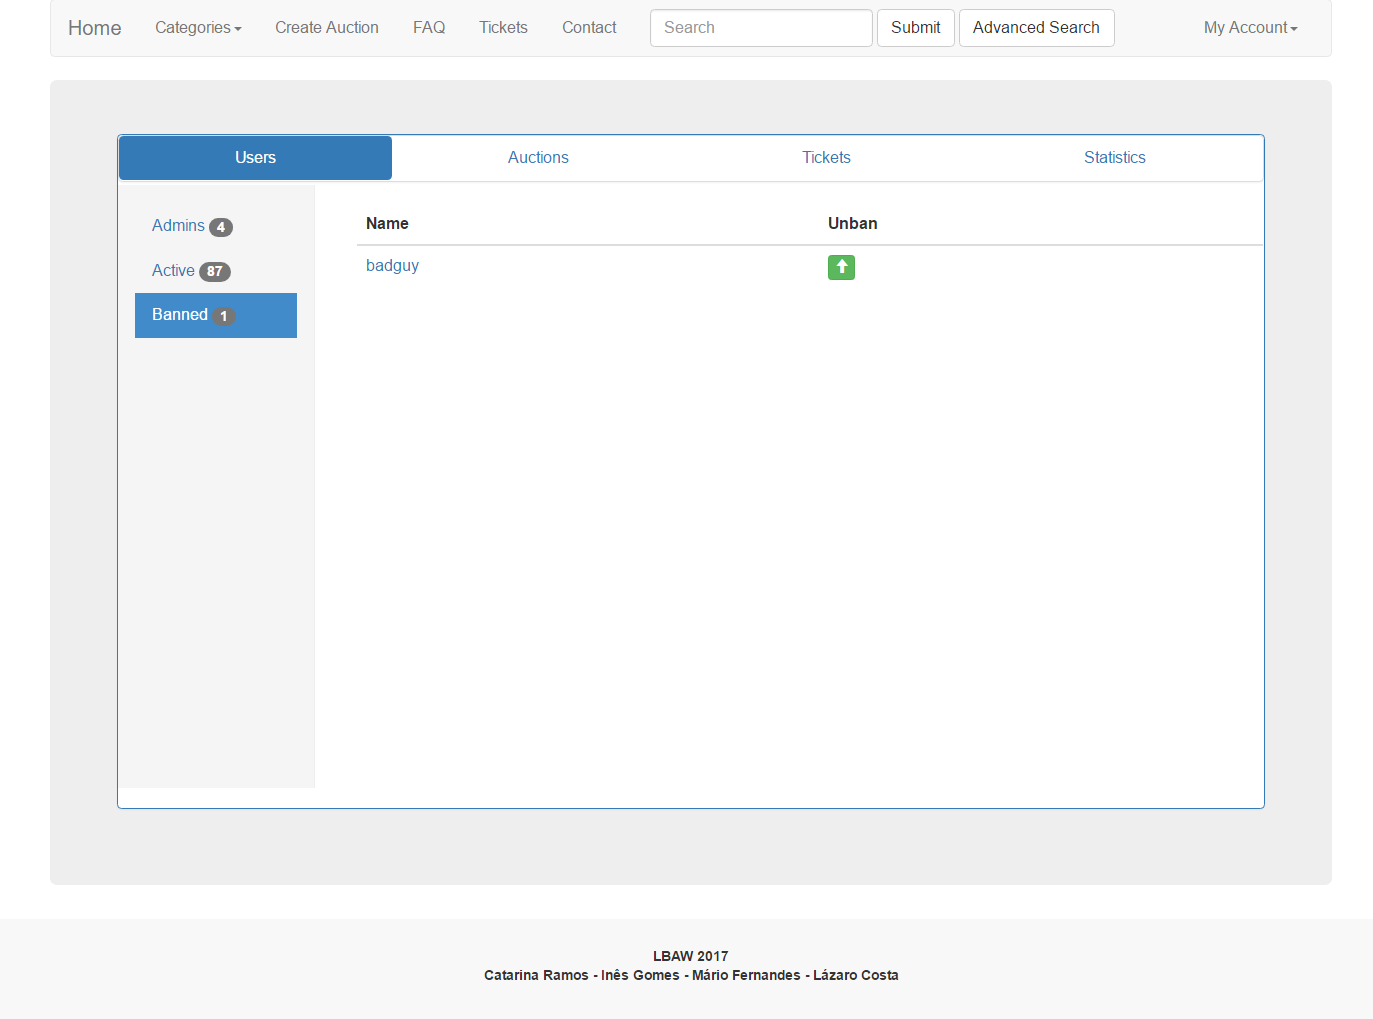 Home Categories Create Auction FAQ Tickets Contact Search Submit Advanced Search My Account
Users Auctions Tickets Statistics
Admins 4
Active 87
Banned 1
Name Unban
badguy
LBAW 2017
Catarina Ramos - Inês Gomes - Mário Fernandes - Lázaro Costa